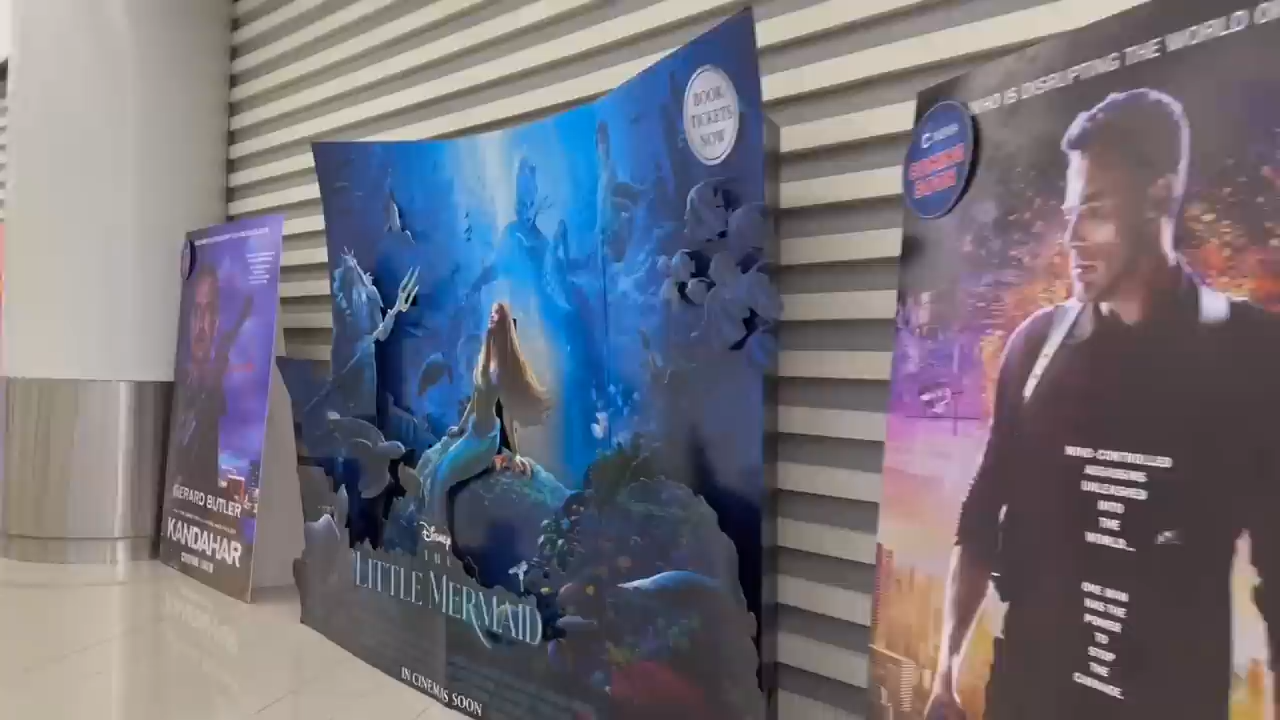 GERARD BUTLER
KANDAHAR
BOOK
TICKETS
NOW
Disney
THE
LITTLE MERMAID
IN CINEMAS SOON
WHO IS DISRUPTING THE WORLD
MIND-CONTROLLED
ASSASSINS
UNLEASHED
INTO
THE
WORLD...
ONE MAN
HAS THE
POWER
TO
STOP
THE
CARNAGE.